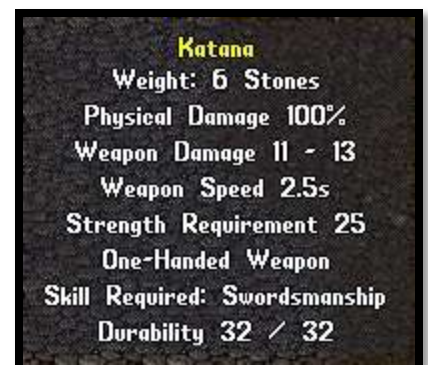 Katana
Weight: 6 Stones
Physical Damage 100%
Weapon Damage 11 - 13
Weapon Speed 2.5s
Strength Requirement 25
One-Handed Weapon
Skill Required: Swordsmanship
Durability 32 / 32